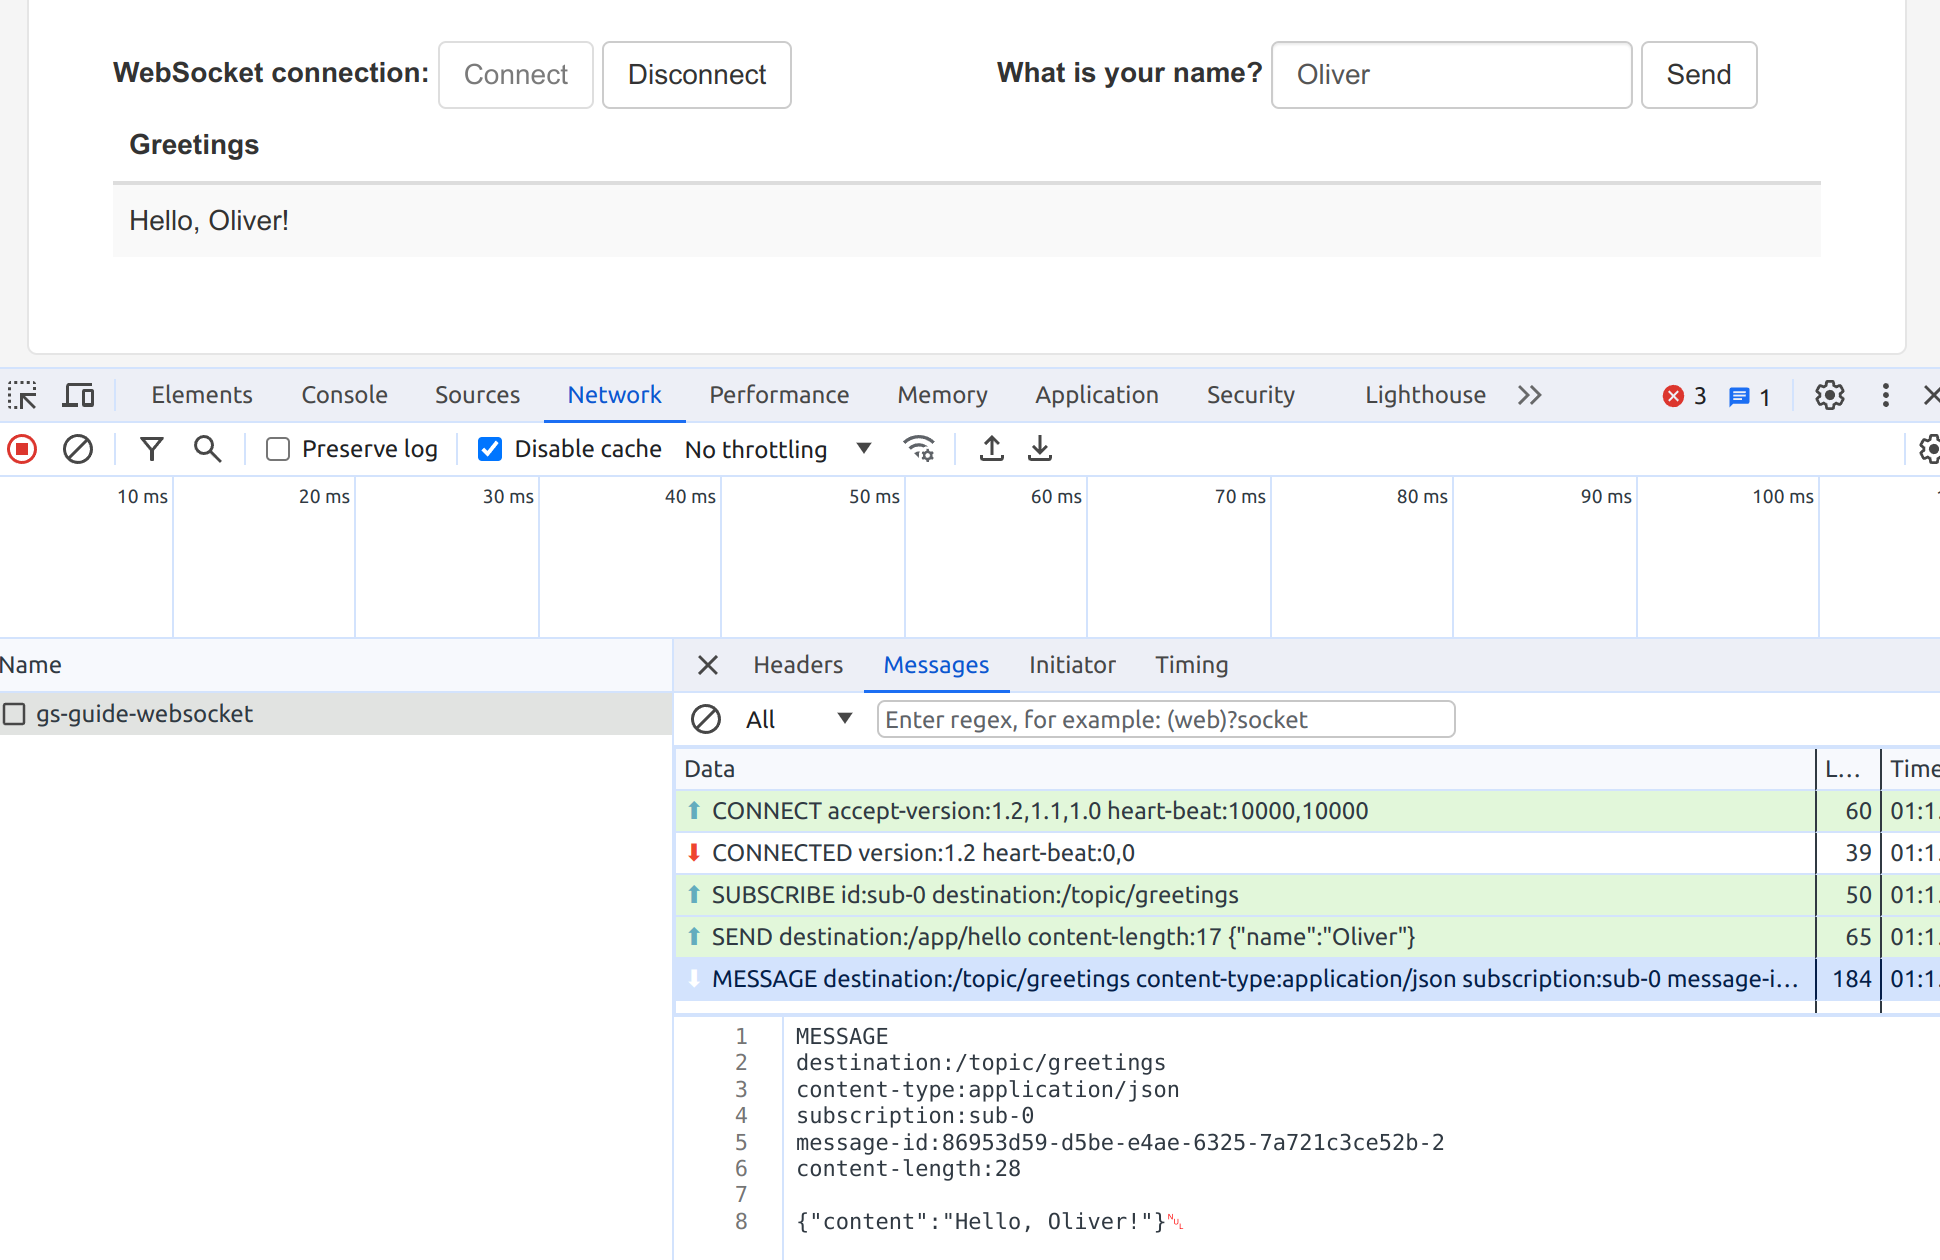 WebSocket connection: Connect Disconnect What is your name? Oliver Send
Greetings
Hello, Oliver!
Elements Console Sources Network Performance Memory Application Security Lighthouse 3 1
Preserve log Disable cache No throttling
10 ms 20 ms 30 ms 40 ms 50 ms 60 ms 70 ms 80 ms 90 ms 100 ms
Name
gs-guide-websocket
Headers Messages Initiator Timing
All Enter regex, for example: (web)?socket
Data L... Time
CONNECT accept-version:1.2,1.1,1.0 heart-beat:10000,10000 60 01:1
CONNECTED version:1.2 heart-beat:0,0 39 01:1
SUBSCRIBE id:sub-0 destination:/topic/greetings 50 01:1
SEND destination:/app/hello content-length:17 {"name":"Oliver"} 65 01:1
MESSAGE destination:/topic/greetings content-type:application/json subscription:sub-0 message-i... 184 01:1
1 MESSAGE
2 destination:/topic/greetings
3 content-type:application/json
4 subscription:sub-0
5 message-id:86953d59-d5be-e4ae-6325-7a721c3ce52b-2
6 content-length:28
7
8 {"content":"Hello, Oliver!"}␀